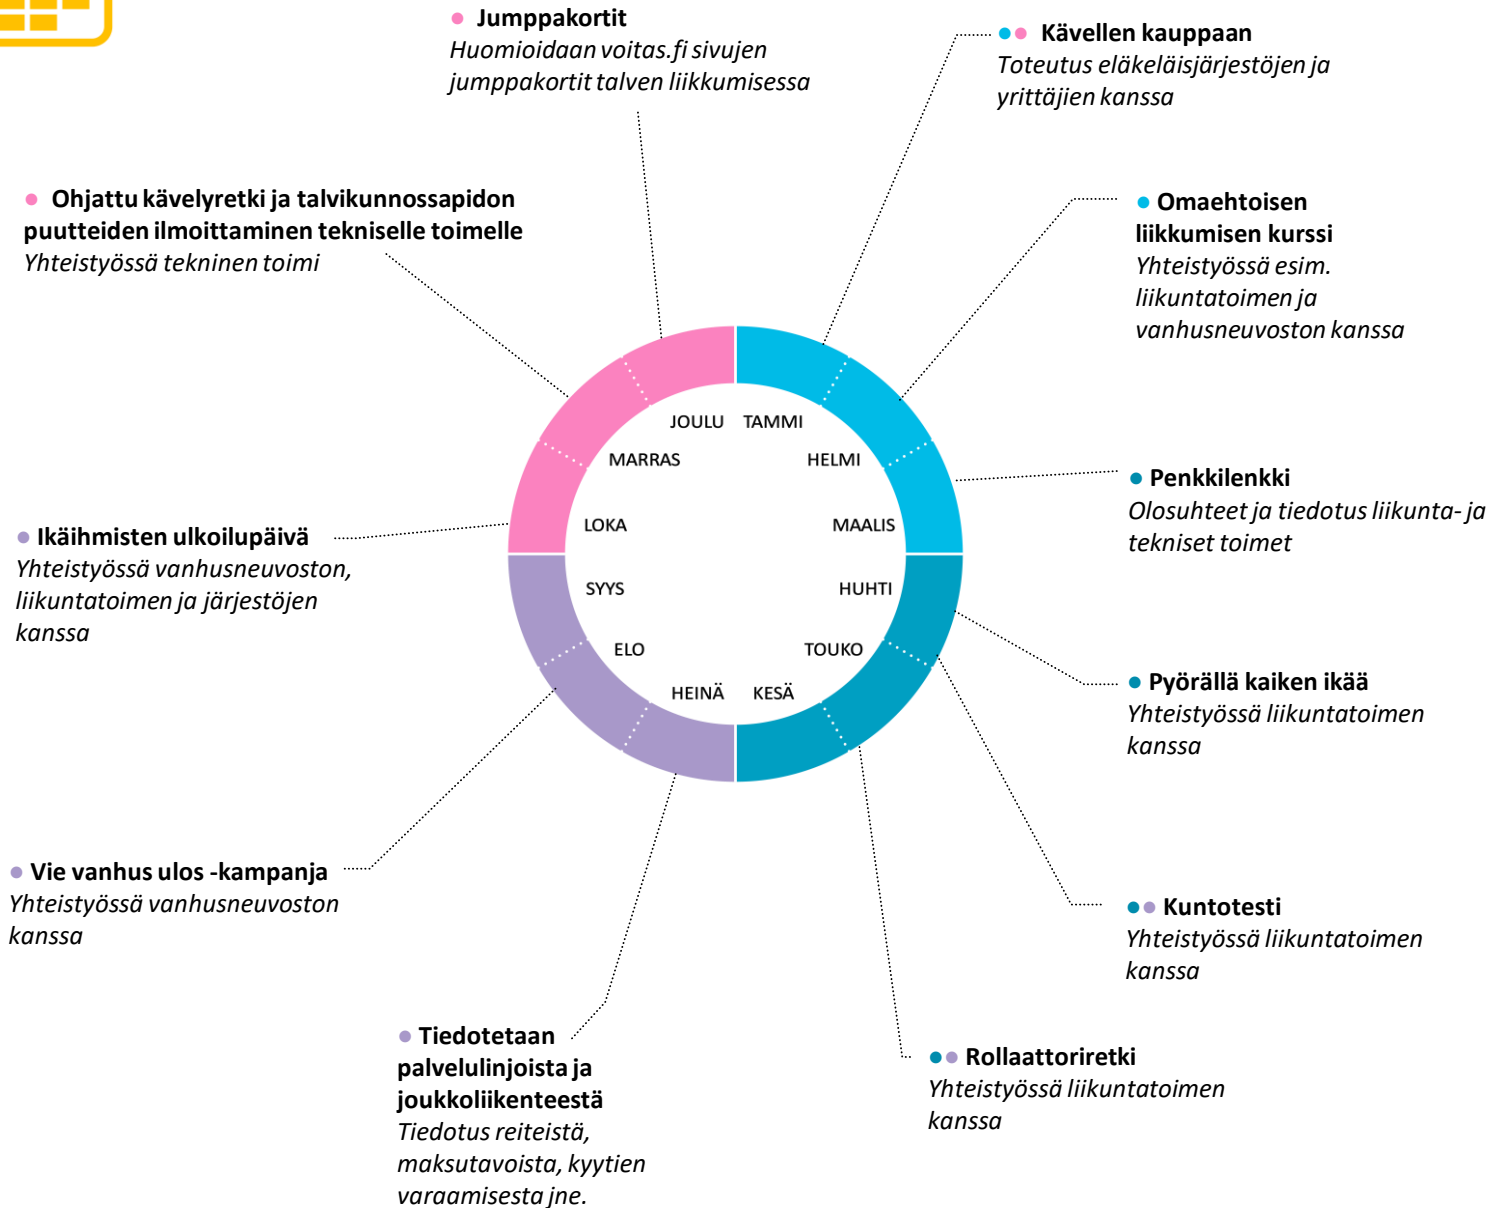 ● Jumppakortit
Huomioidaan voitas.fi sivujen
jumppakortit talven liikkumisessa
●● Kävellen kauppaan
Toteutus eläkeläisjärjestöjen ja
yrittäjien kanssa
● Ohjattu kävelyretki ja talvikunnossapidon
puutteiden ilmoittaminen tekniselle toimelle
Yhteistyössä tekninen toimi
● Omaehtoisen
liikkumisen kurssi
Yhteistyössä esim.
liikuntatoimen ja
vanhusneuvoston kanssa
JOULU TAMMI
MARRAS HELMI
LOKA MAALIS
SYYS HUHTI
ELO TOUKO
HEINÄ KESÄ
● Penkkilenkki
Olosuhteet ja tiedotus liikunta- ja
tekniset toimet
● Ikäihmisten ulkoilupäivä
Yhteistyössä vanhusneuvoston,
liikuntatoimen ja järjestöjen
kanssa
● Pyörällä kaiken ikää
Yhteistyössä liikuntatoimen
kanssa
● Vie vanhus ulos -kampanja
Yhteistyössä vanhusneuvoston
kanssa
●● Kuntotesti
Yhteistyössä liikuntatoimen
kanssa
● Tiedotetaan
palvelulinjoista ja
joukkoliikenteestä
Tiedotus reiteistä,
maksutavoista, kyytien
varaamisesta jne.
●● Rollaattoriretki
Yhteistyössä liikuntatoimen
kanssa